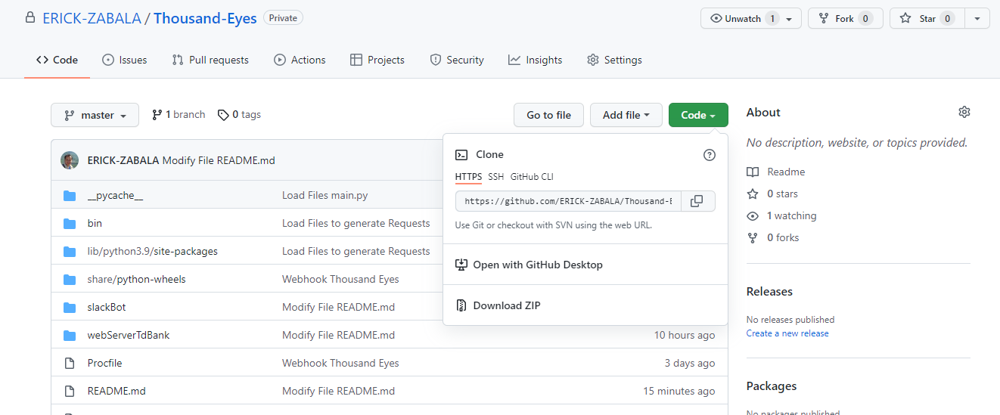 ERICK-ZABALA / Thousand-Eyes Private
Unwatch 1 Fork 0 Star 0
Code Issues Pull requests Actions Projects Security Insights Settings
master 1 branch 0 tags
Go to file Add file Code
ERICK-ZABALA Modify File README.md
__pycache__ Load Files main.py
bin Load Files to generate Requests
lib/python3.9/site-packages Load Files to generate Requests
share/python-wheels Webhook Thousand Eyes
slackBot Modify File README.md
webServerTdBank Modify File README.md 10 hours ago
Procfile Webhook Thousand Eyes 3 days ago
README.md Modify File README.md 15 minutes ago
Clone
HTTPS SSH GitHub CLI
https://github.com/ERICK-ZABALA/Thousand-E
Use Git or checkout with SVN using the web URL.
Open with GitHub Desktop
Download ZIP
About
No description, website, or topics provided.
Readme
0 stars
1 watching
0 forks
Releases
No releases published
Create a new release
Packages
No packages published